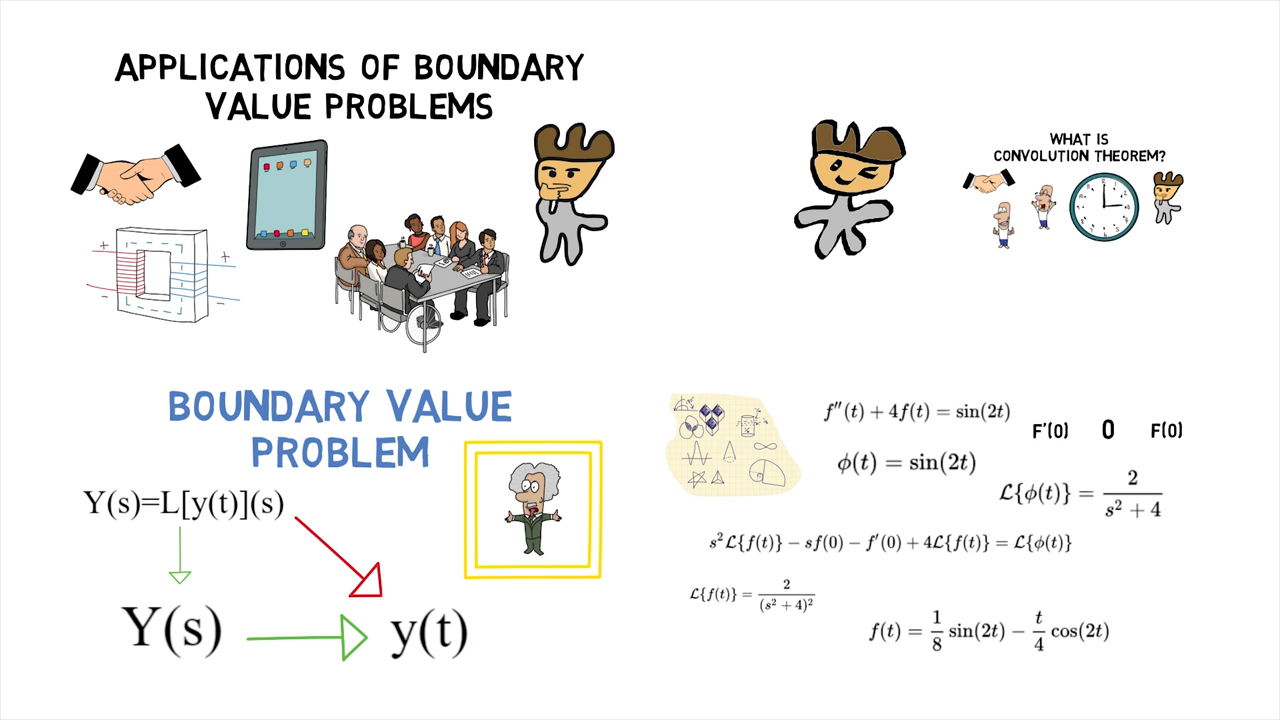 APPLICATIONS OF BOUNDARY
VALUE PROBLEMS
WHAT IS
CONVOLUTION THEOREM?
+
+
−
−
BOUNDARY VALUE
PROBLEM
Y(s)=L[y(t)](s)
Y(s)
y(t)
f″(t) + 4f(t) = sin(2t)
F'(0) 0 F(0)
ϕ(t) = sin(2t)
ℒ{ϕ(t)} = 2/(s² + 4)
s²ℒ{f(t)} − sf(0) − f′(0) + 4ℒ{f(t)} = ℒ{ϕ(t)}
ℒ{f(t)} = 2/(s² + 4)²
f(t) = 1/8 sin(2t) − t/4 cos(2t)